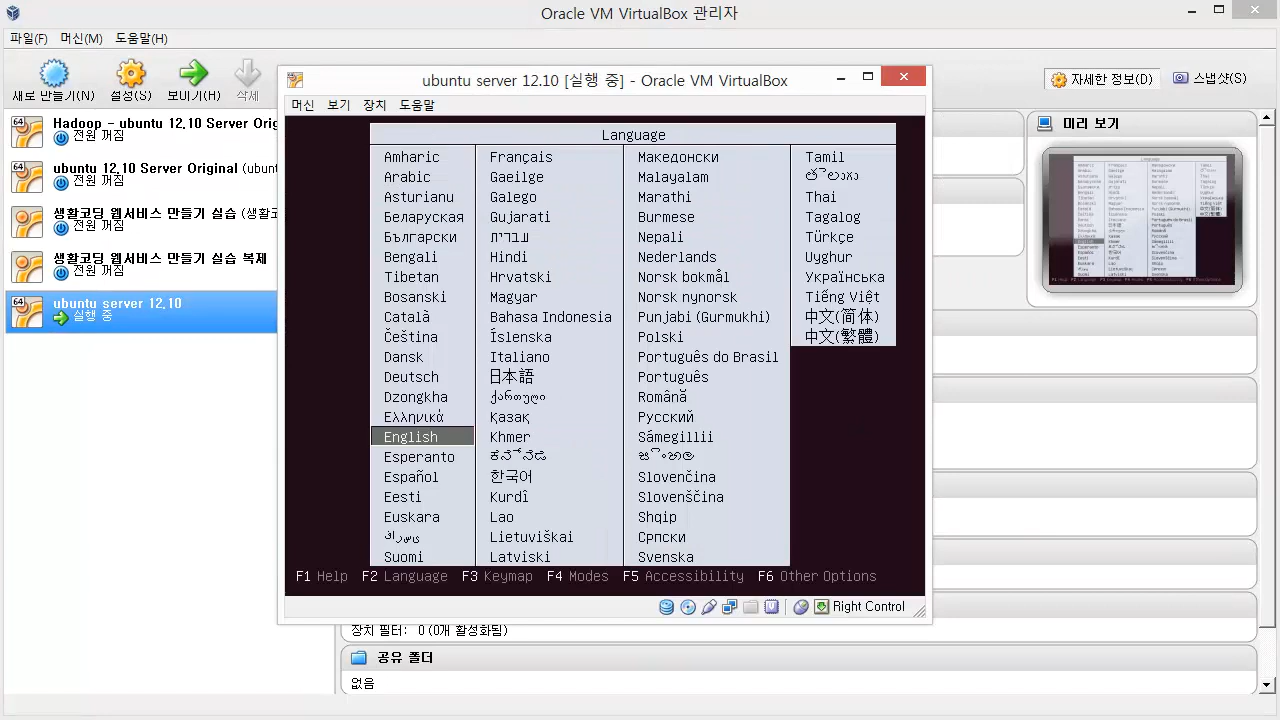 Oracle VM VirtualBox 관리자
파일(F) 머신(M) 도움말(H)
새로 만들기(N) 설정(S) 보내기(H) 삭제
자세한 정보(D) 스냅샷(S)
Hadoop - ubuntu 12.10 Server Orig
전원 꺼짐
ubuntu 12.10 Server Original (ubunt
전원 꺼짐
생활코딩 웹서비스 만들기 실습 (생활코
전원 꺼짐
생활코딩 웹서비스 만들기 실습 복제
전원 꺼짐
ubuntu server 12.10
실행 중
ubuntu server 12.10 [실행 중] - Oracle VM VirtualBox
머신 보기 장치 도움말
Language
Amharic
Arabic
Asturianu
Беларуская
Български
Bengali
Tibetan
Bosanski
Català
Čeština
Dansk
Deutsch
Dzongkha
Ελληνικά
English
Esperanto
Español
Eesti
Euskara
Suomi
Français
Gaeilge
Galego
Gujarati
עברית
Hindi
Hrvatski
Magyar
Bahasa Indonesia
Íslenska
Italiano
日本語
ქართული
Қазақ
Khmer
한국어
Kurdî
Lao
Lietuviškai
Latviski
Македонски
Malayalam
Marathi
Burmese
Nepali
Nederlands
Norsk bokmål
Norsk nynorsk
Punjabi (Gurmukhi)
Polski
Português do Brasil
Português
Română
Русский
Sámegillii
Slovenčina
Slovenščina
Shqip
Српски
Svenska
Tamil
Thai
Tagalog
Türkçe
Uyghur
Українська
Tiếng Việt
中文(简体)
中文(繁體)
F1 Help F2 Language F3 Keymap F4 Modes F5 Accessibility F6 Other Options
Right Control
미리 보기
장치 필터: 0 (0개 활성화됨)
공유 폴더
없음